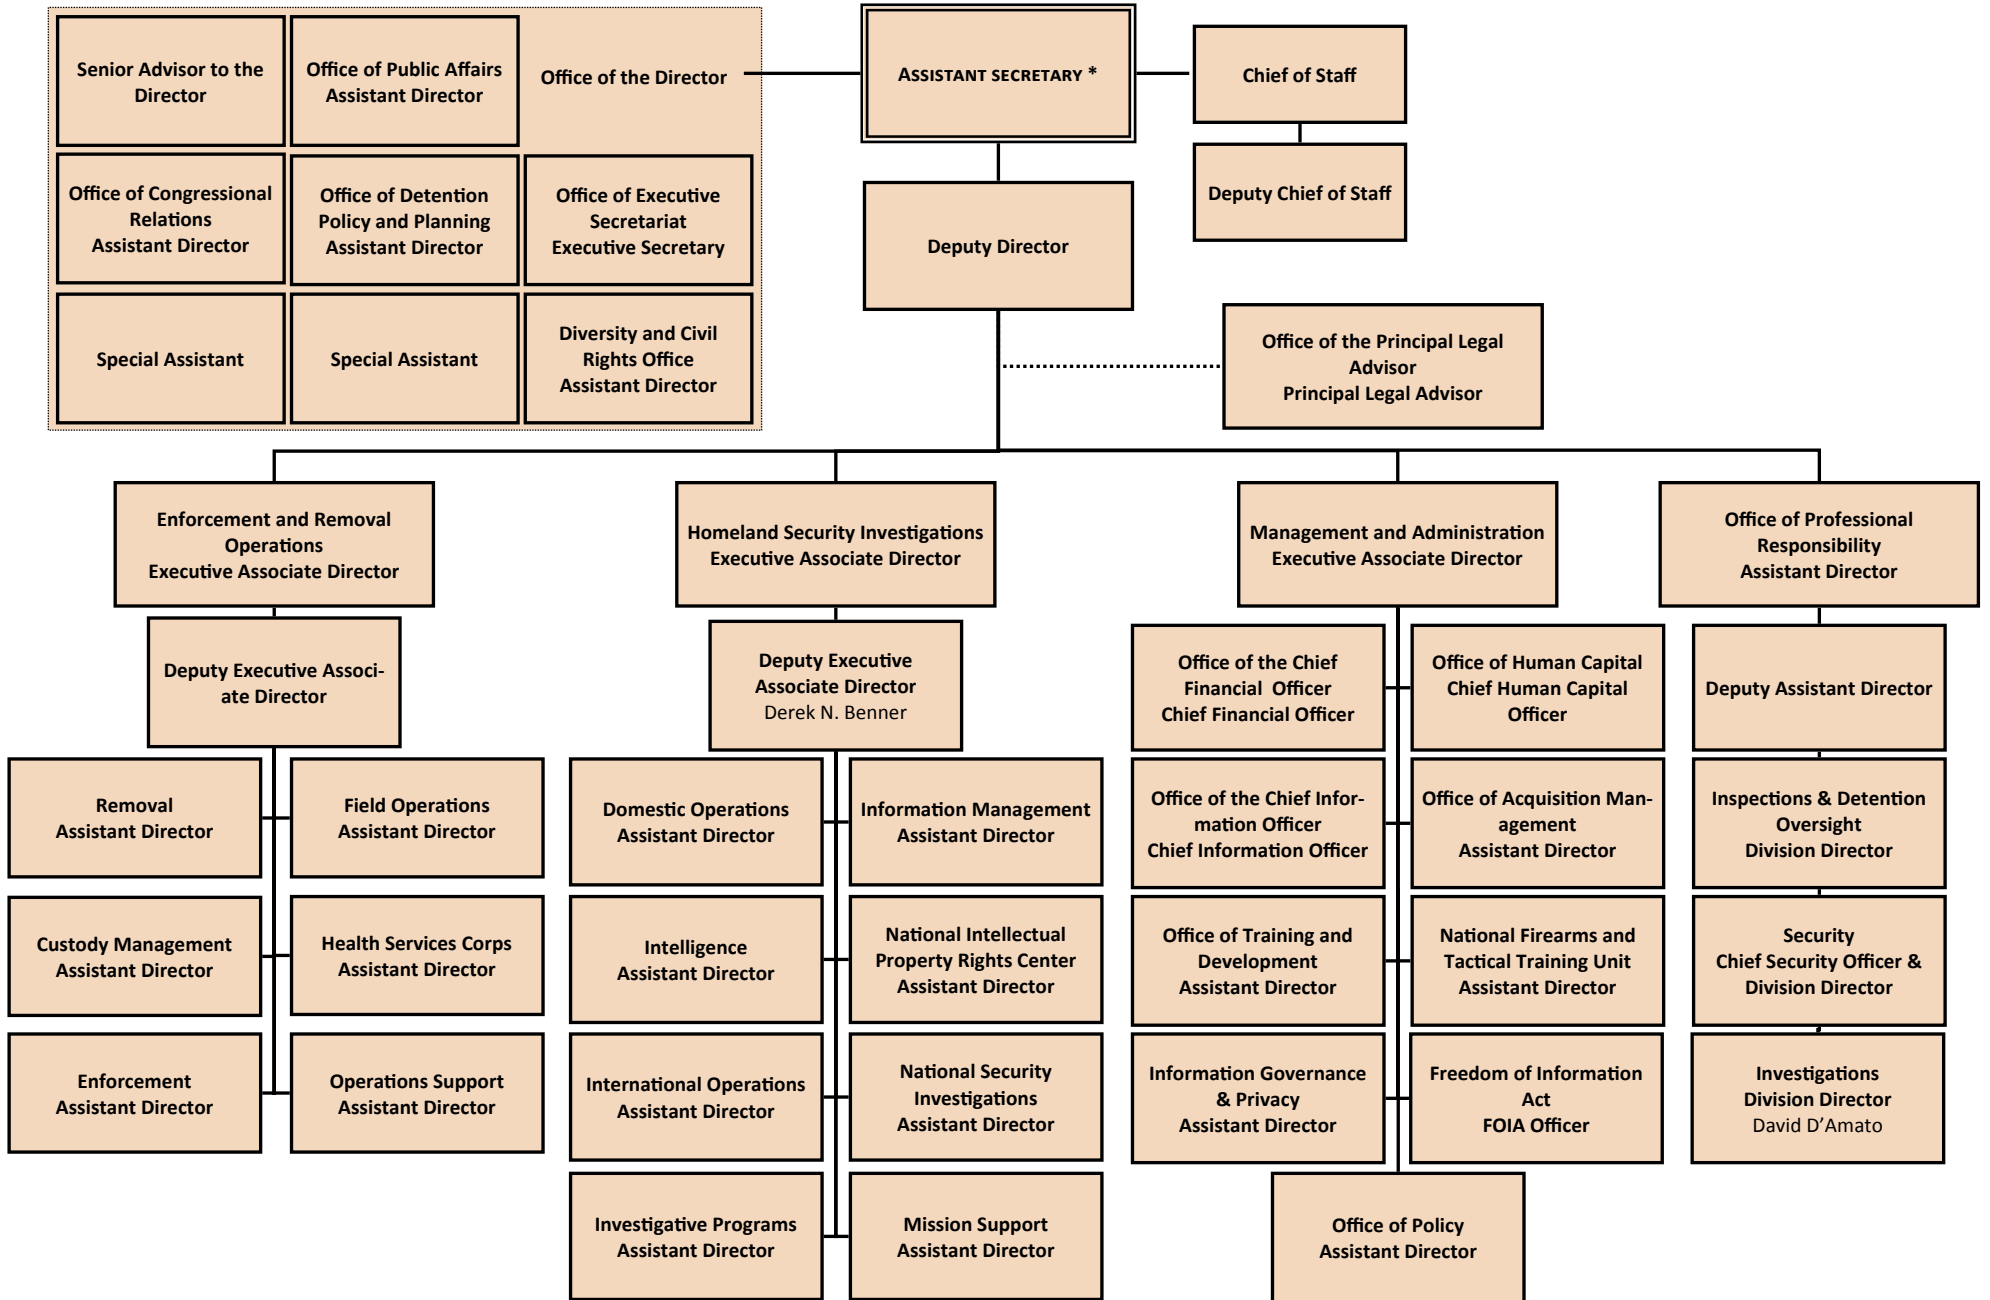 Senior Advisor to the
Director
Office of Public Affairs
Assistant Director
Office of the Director
ASSISTANT SECRETARY *
Chief of Staff
Deputy Chief of Staff
Office of Congressional
Relations
Assistant Director
Office of Detention
Policy and Planning
Assistant Director
Office of Executive
Secretariat
Executive Secretary
Deputy Director
Special Assistant
Special Assistant
Diversity and Civil
Rights Office
Assistant Director
Office of the Principal Legal
Advisor
Principal Legal Advisor
Enforcement and Removal
Operations
Executive Associate Director
Homeland Security Investigations
Executive Associate Director
Management and Administration
Executive Associate Director
Office of Professional
Responsibility
Assistant Director
Deputy Executive Associ-
ate Director
Deputy Executive
Associate Director
Derek N. Benner
Office of the Chief
Financial Officer
Chief Financial Officer
Office of Human Capital
Chief Human Capital
Officer
Deputy Assistant Director
Removal
Assistant Director
Field Operations
Assistant Director
Domestic Operations
Assistant Director
Information Management
Assistant Director
Office of the Chief Infor-
mation Officer
Chief Information Officer
Office of Acquisition Man-
agement
Assistant Director
Inspections & Detention
Oversight
Division Director
Custody Management
Assistant Director
Health Services Corps
Assistant Director
Intelligence
Assistant Director
National Intellectual
Property Rights Center
Assistant Director
Office of Training and
Development
Assistant Director
National Firearms and
Tactical Training Unit
Assistant Director
Security
Chief Security Officer &
Division Director
Enforcement
Assistant Director
Operations Support
Assistant Director
International Operations
Assistant Director
National Security
Investigations
Assistant Director
Information Governance
& Privacy
Assistant Director
Freedom of Information
Act
FOIA Officer
Investigations
Division Director
David D’Amato
Investigative Programs
Assistant Director
Mission Support
Assistant Director
Office of Policy
Assistant Director